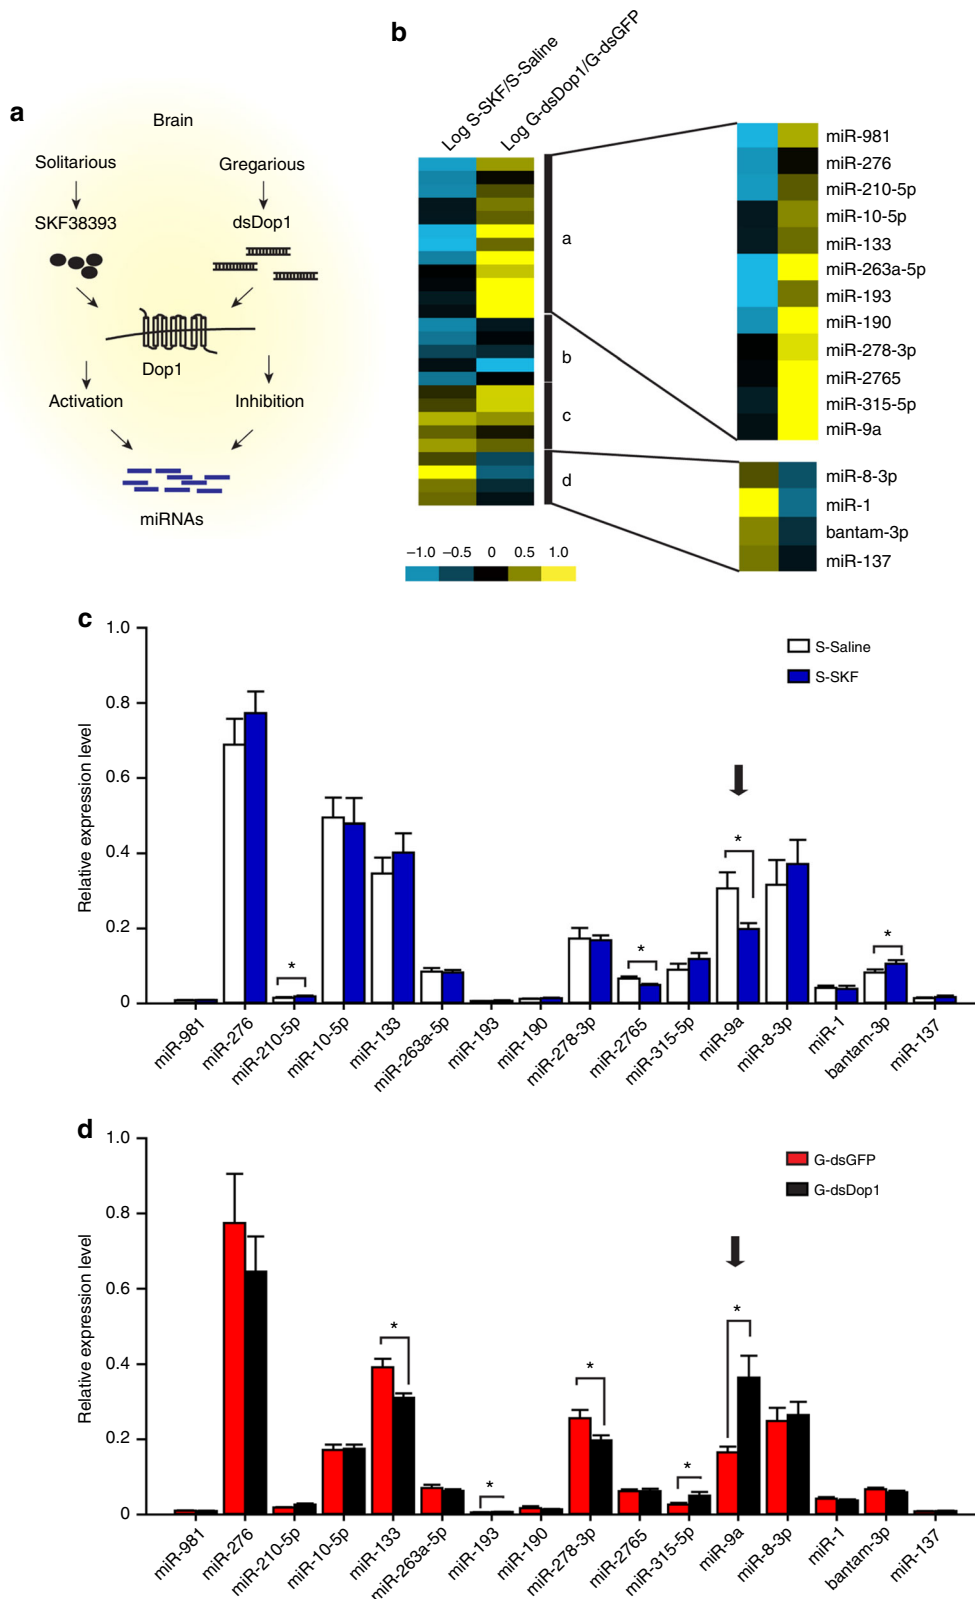 a
Brain
Solitarious
Gregarious
SKF38393
dsDop1
Dop1
Activation
Inhibition
miRNAs
b
Log S-SKF/S-Saline
Log G-dsDop1/G-dsGFP
a
b
c
d
miR-981
miR-276
miR-210-5p
miR-10-5p
miR-133
miR-263a-5p
miR-193
miR-190
miR-278-3p
miR-2765
miR-315-5p
miR-9a
miR-8-3p
miR-1
bantam-3p
miR-137
−1.0 −0.5 0 0.5 1.0
c
Relative expression level
1.0
0.8
0.6
0.4
0.2
0
S-Saline
S-SKF
*
*
*
*
miR-981
miR-276
miR-210-5p
miR-10-5p
miR-133
miR-263a-5p
miR-193
miR-190
miR-278-3p
miR-2765
miR-315-5p
miR-9a
miR-8-3p
miR-1
bantam-3p
miR-137
d
Relative expression level
1.0
0.8
0.6
0.4
0.2
0
G-dsGFP
G-dsDop1
*
*
*
*
*
miR-981
miR-276
miR-210-5p
miR-10-5p
miR-133
miR-263a-5p
miR-193
miR-190
miR-278-3p
miR-2765
miR-315-5p
miR-9a
miR-8-3p
miR-1
bantam-3p
miR-137